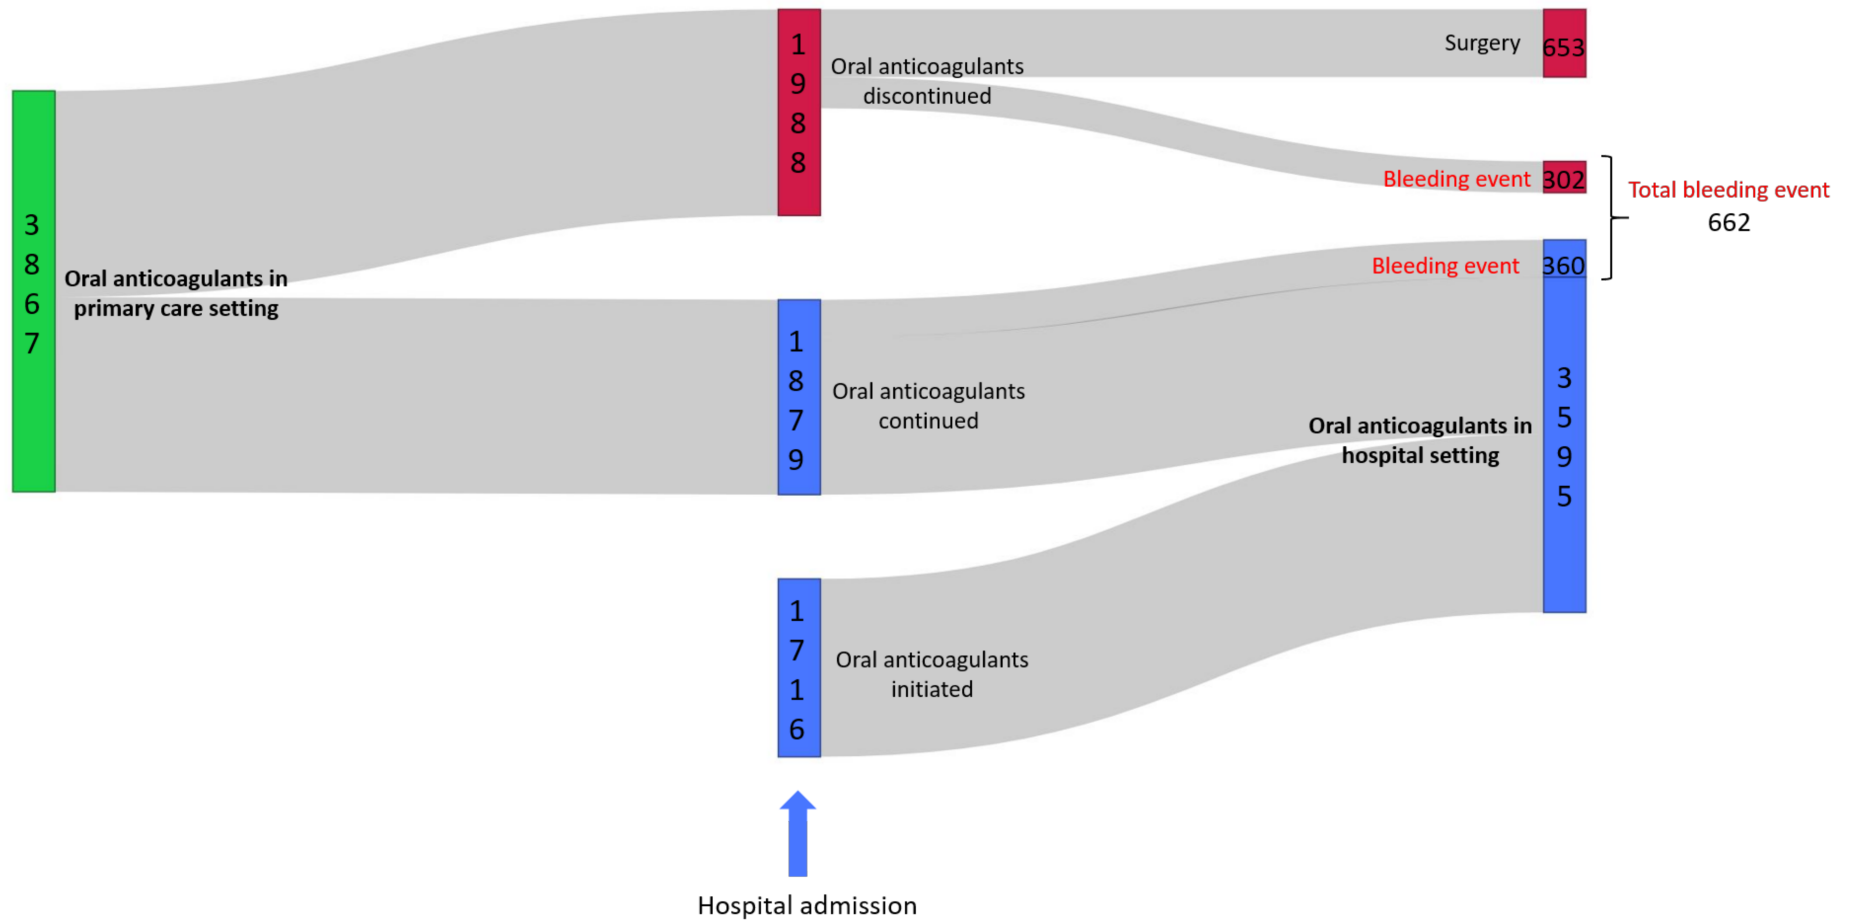 3867
Oral anticoagulants in
primary care setting
1988
Oral anticoagulants
discontinued
1879
Oral anticoagulants
continued
1716
Oral anticoagulants
initiated
Hospital admission
Surgery
653
Bleeding event
302
Bleeding event
360
Total bleeding event
662
Oral anticoagulants in
hospital setting
3595